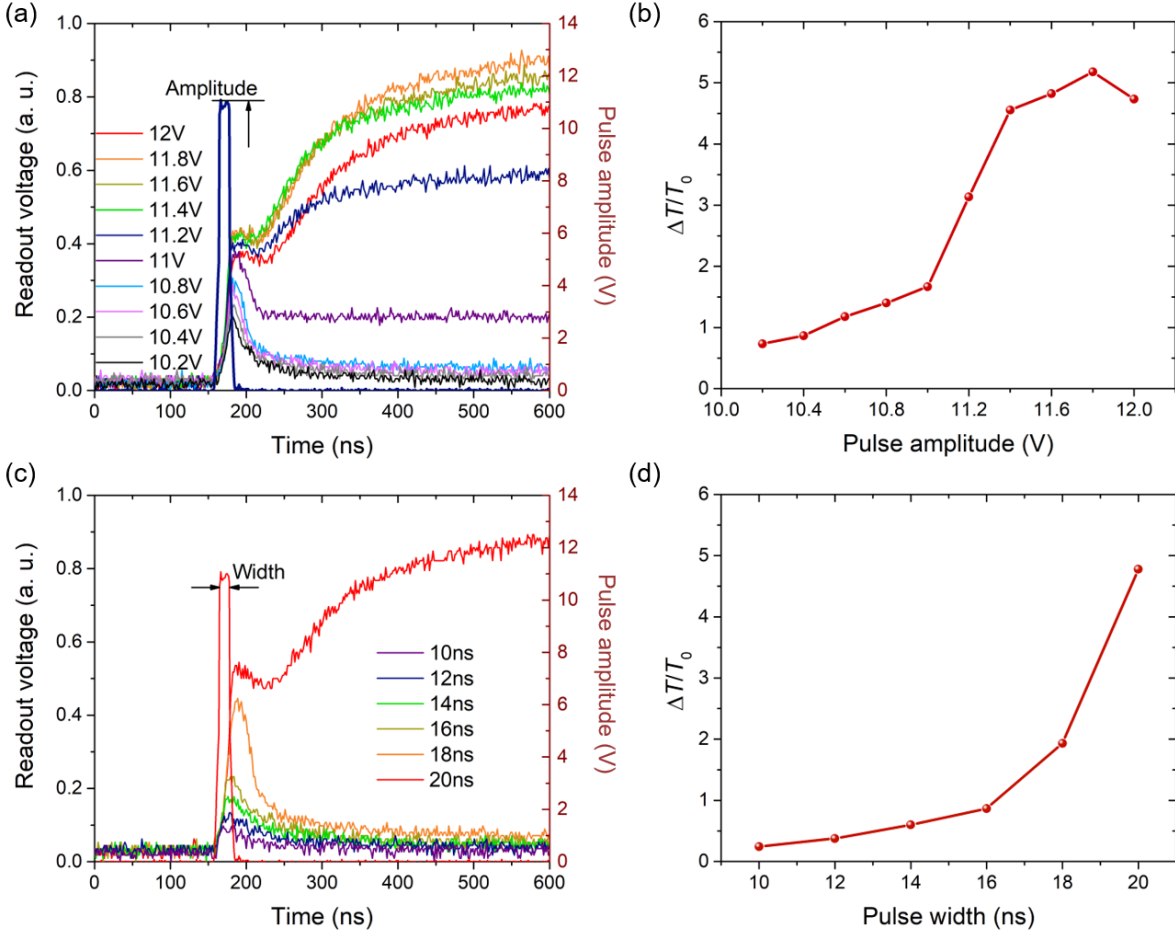 (a)
Readout voltage (a. u.)
1.0
0.8
0.6
0.4
0.2
0.0
Amplitude
12V
11.8V
11.6V
11.4V
11.2V
11V
10.8V
10.6V
10.4V
10.2V
14
12
10
8
6
4
2
0
Pulse amplitude (V)
0 100 200 300 400 500 600
Time (ns)
(b)
ΔT/T0
6
5
4
3
2
1
0
10.0 10.4 10.8 11.2 11.6 12.0
Pulse amplitude (V)
(c)
Readout voltage (a. u.)
1.0
0.8
0.6
0.4
0.2
0.0
Width
10ns
12ns
14ns
16ns
18ns
20ns
14
12
10
8
6
4
2
0
Pulse amplitude (V)
0 100 200 300 400 500 600
Time (ns)
(d)
ΔT/T0
6
5
4
3
2
1
0
10 12 14 16 18 20
Pulse width (ns)